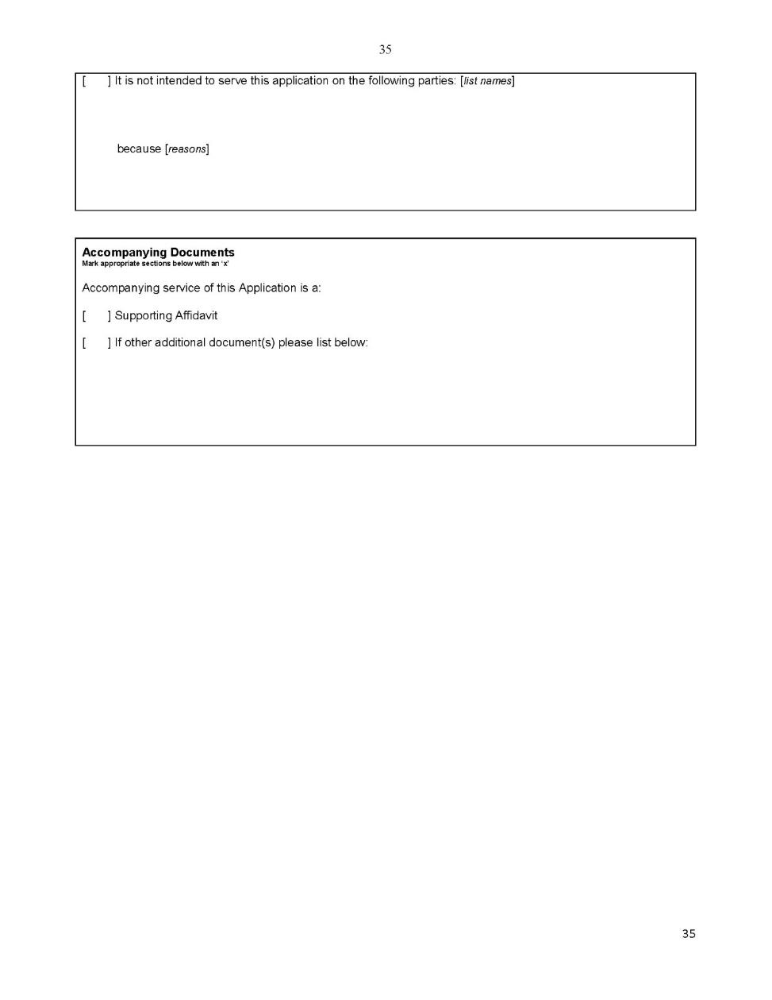 35
[ ] It is not intended to serve this application on the following parties: [list names]
because [reasons]
Accompanying Documents
Mark appropriate sections below with an ‘x’
Accompanying service of this Application is a:
[ ] Supporting Affidavit
[ ] If other additional document(s) please list below:
35